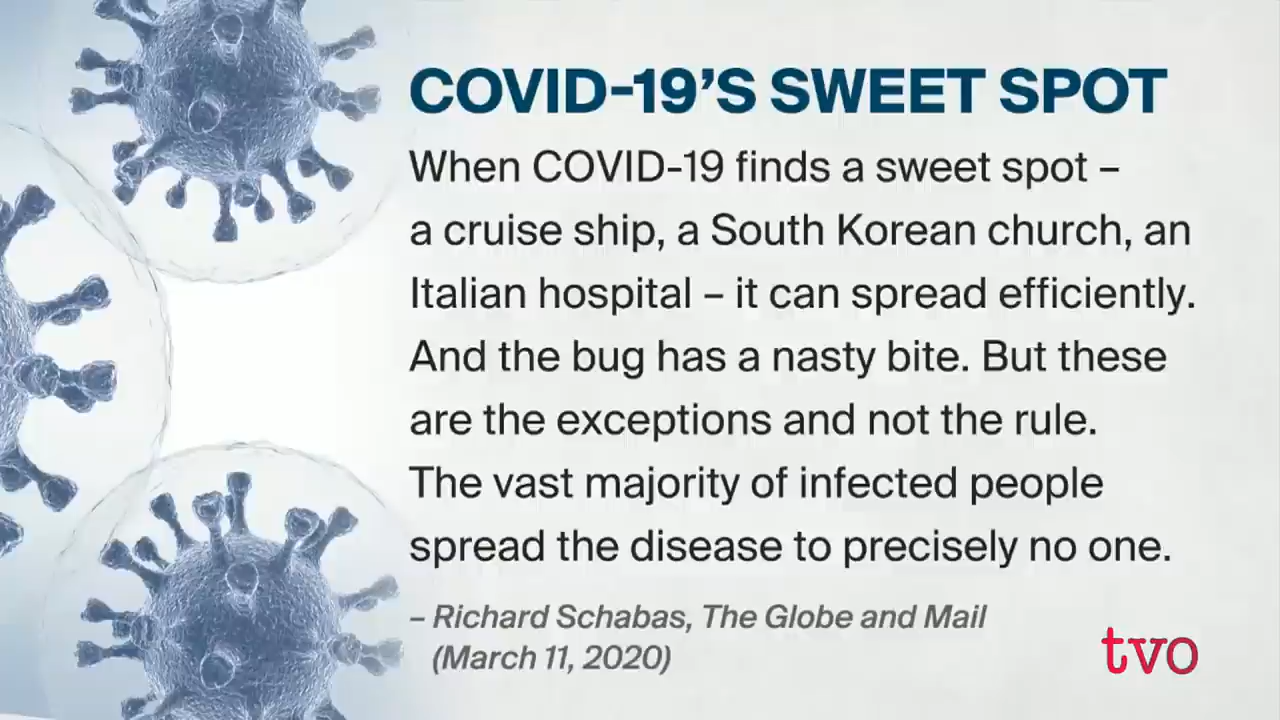 COVID-19’S SWEET SPOT
When COVID-19 finds a sweet spot –
a cruise ship, a South Korean church, an
Italian hospital – it can spread efficiently.
And the bug has a nasty bite. But these
are the exceptions and not the rule.
The vast majority of infected people
spread the disease to precisely no one.
– Richard Schabas, The Globe and Mail
(March 11, 2020)
tvo